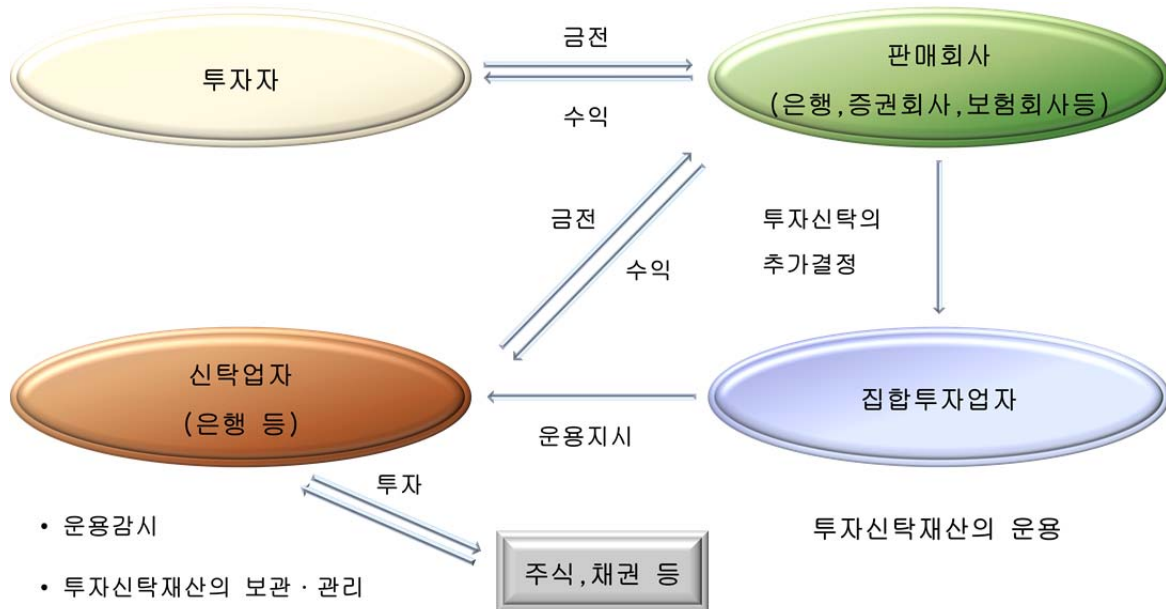 금전
투자자
판매회사
(은행,증권회사,보험회사등)
수익
금전
투자신탁의
추가결정
수익
신탁업자
(은행 등)
집합투자업자
운용지시
투자
• 운용감시
투자신탁재산의 운용
주식,채권 등
• 투자신탁재산의 보관·관리